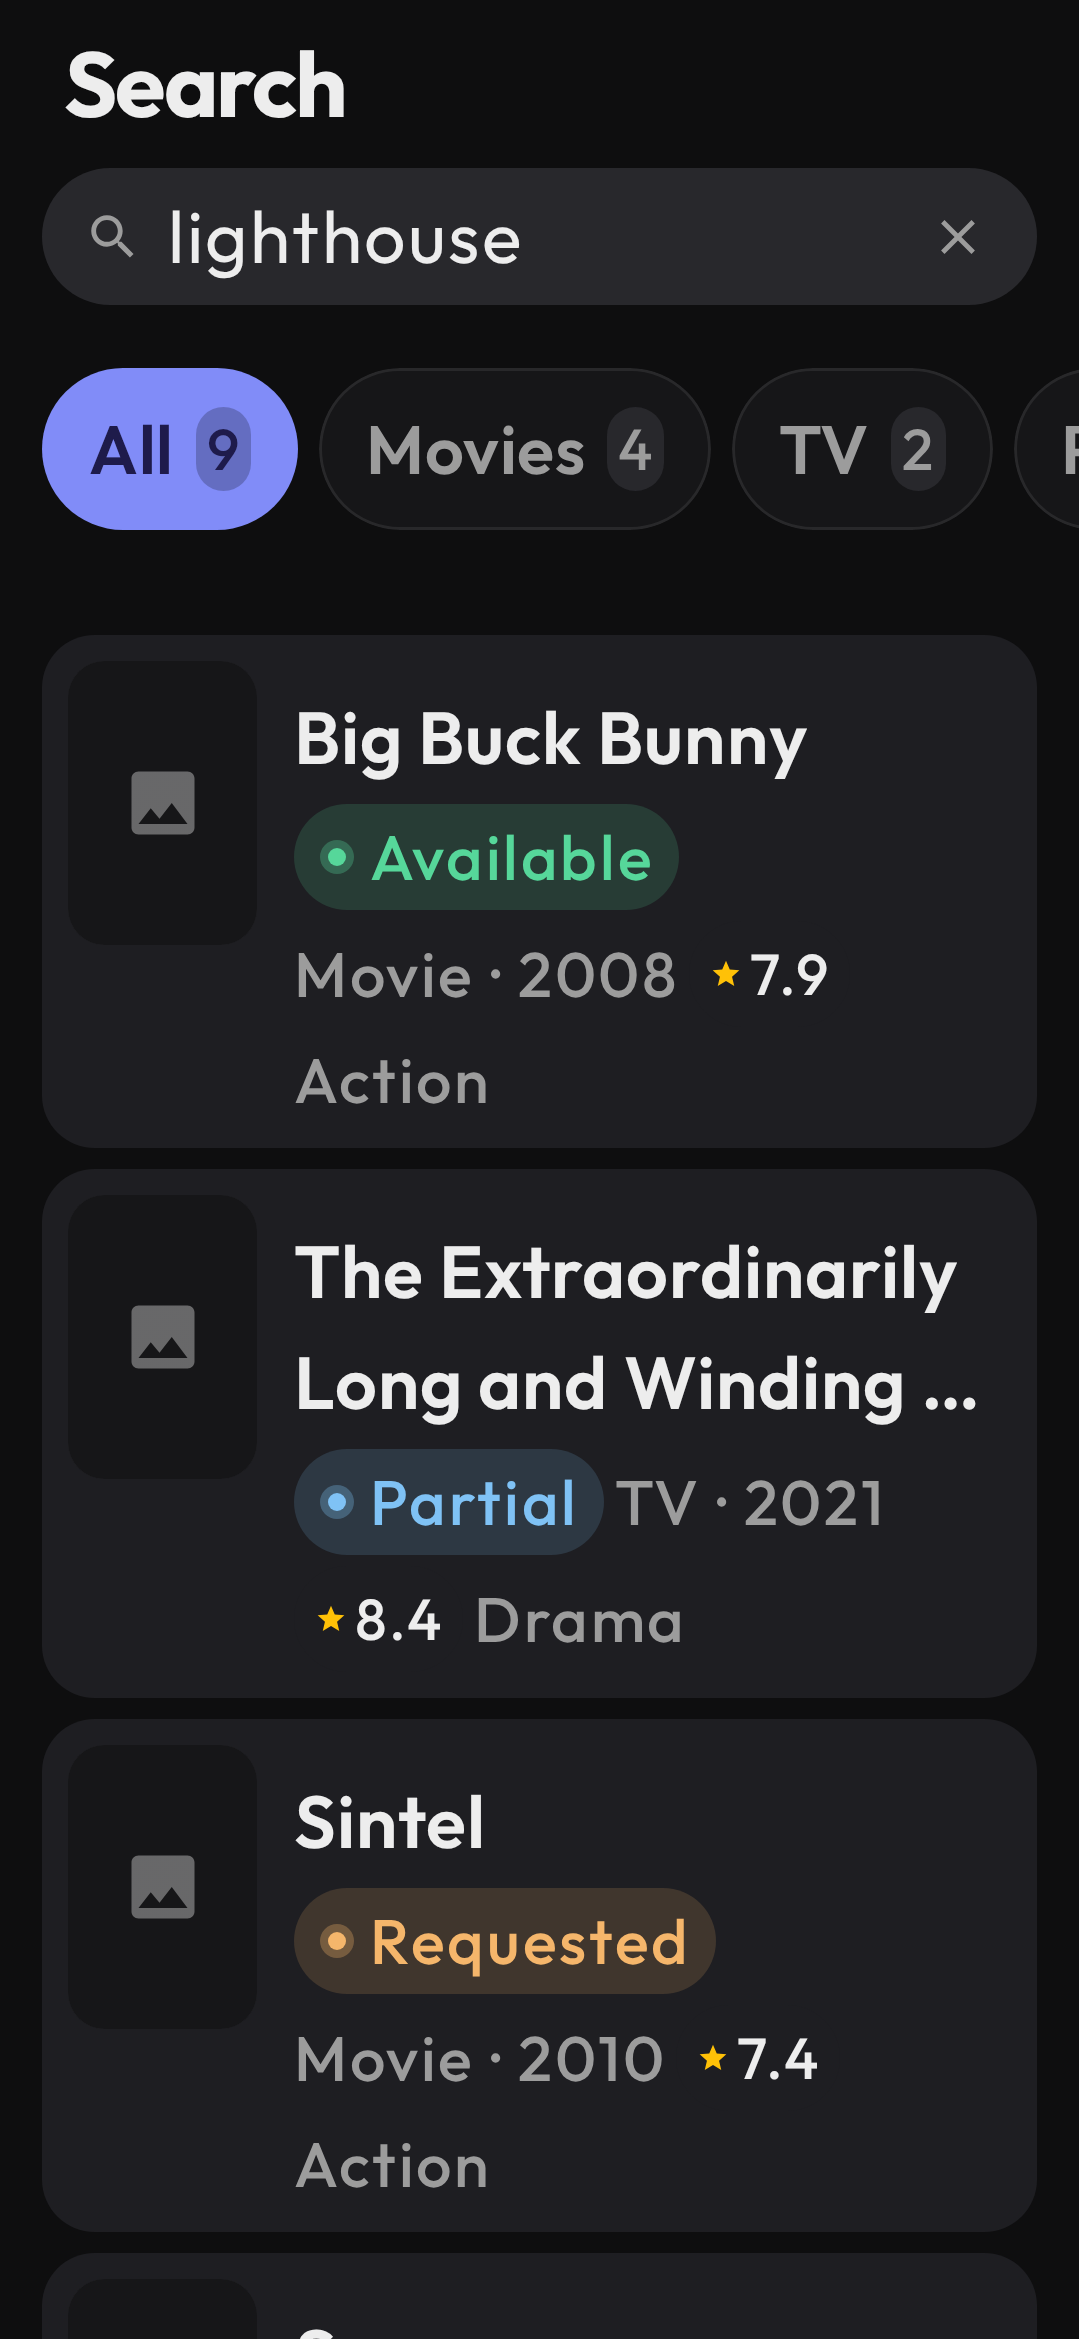 Search
lighthouse
All 9 Movies 4 TV 2
Big Buck Bunny
Available
Movie · 2008 ★ 7.9
Action
The Extraordinarily
Long and Winding ...
Partial TV · 2021
★ 8.4 Drama
Sintel
Requested
Movie · 2010 ★ 7.4
Action